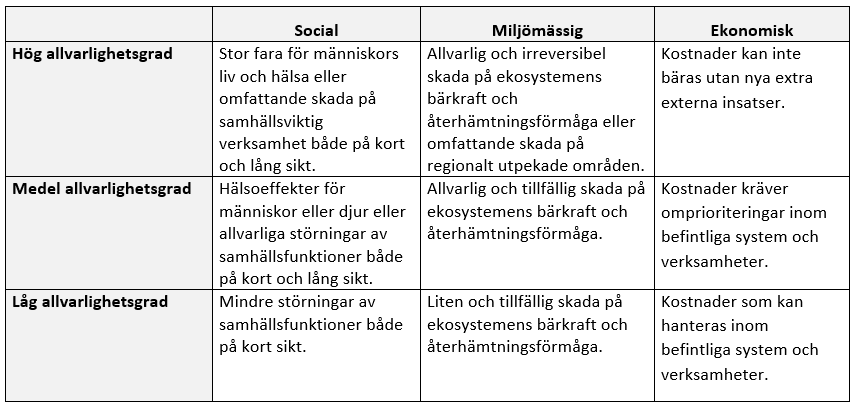 Social
Miljömässig
Ekonomisk
Hög allvarlighetsgrad
Stor fara för människors
liv och hälsa eller
omfattande skada på
samhällsviktig
verksamhet både på kort
och lång sikt.
Allvarlig och irreversibel
skada på ekosystemens
bärkraft och
återhämtningsförmåga eller
omfattande skada på
regionalt utpekade områden.
Kostnader kan inte
bäras utan nya extra
externa insatser.
Medel allvarlighetsgrad
Hälsoeffekter för
människor eller djur eller
allvarliga störningar av
samhällsfunktioner både
på kort och lång sikt.
Allvarlig och tillfällig skada på
ekosystemens bärkraft och
återhämtningsförmåga.
Kostnader kräver
omprioriteringar inom
befintliga system och
verksamheter.
Låg allvarlighetsgrad
Mindre störningar av
samhällsfunktioner både
på kort sikt.
Liten och tillfällig skada på
ekosystemens bärkraft och
återhämtningsförmåga.
Kostnader som kan
hanteras inom
befintliga system och
verksamheter.